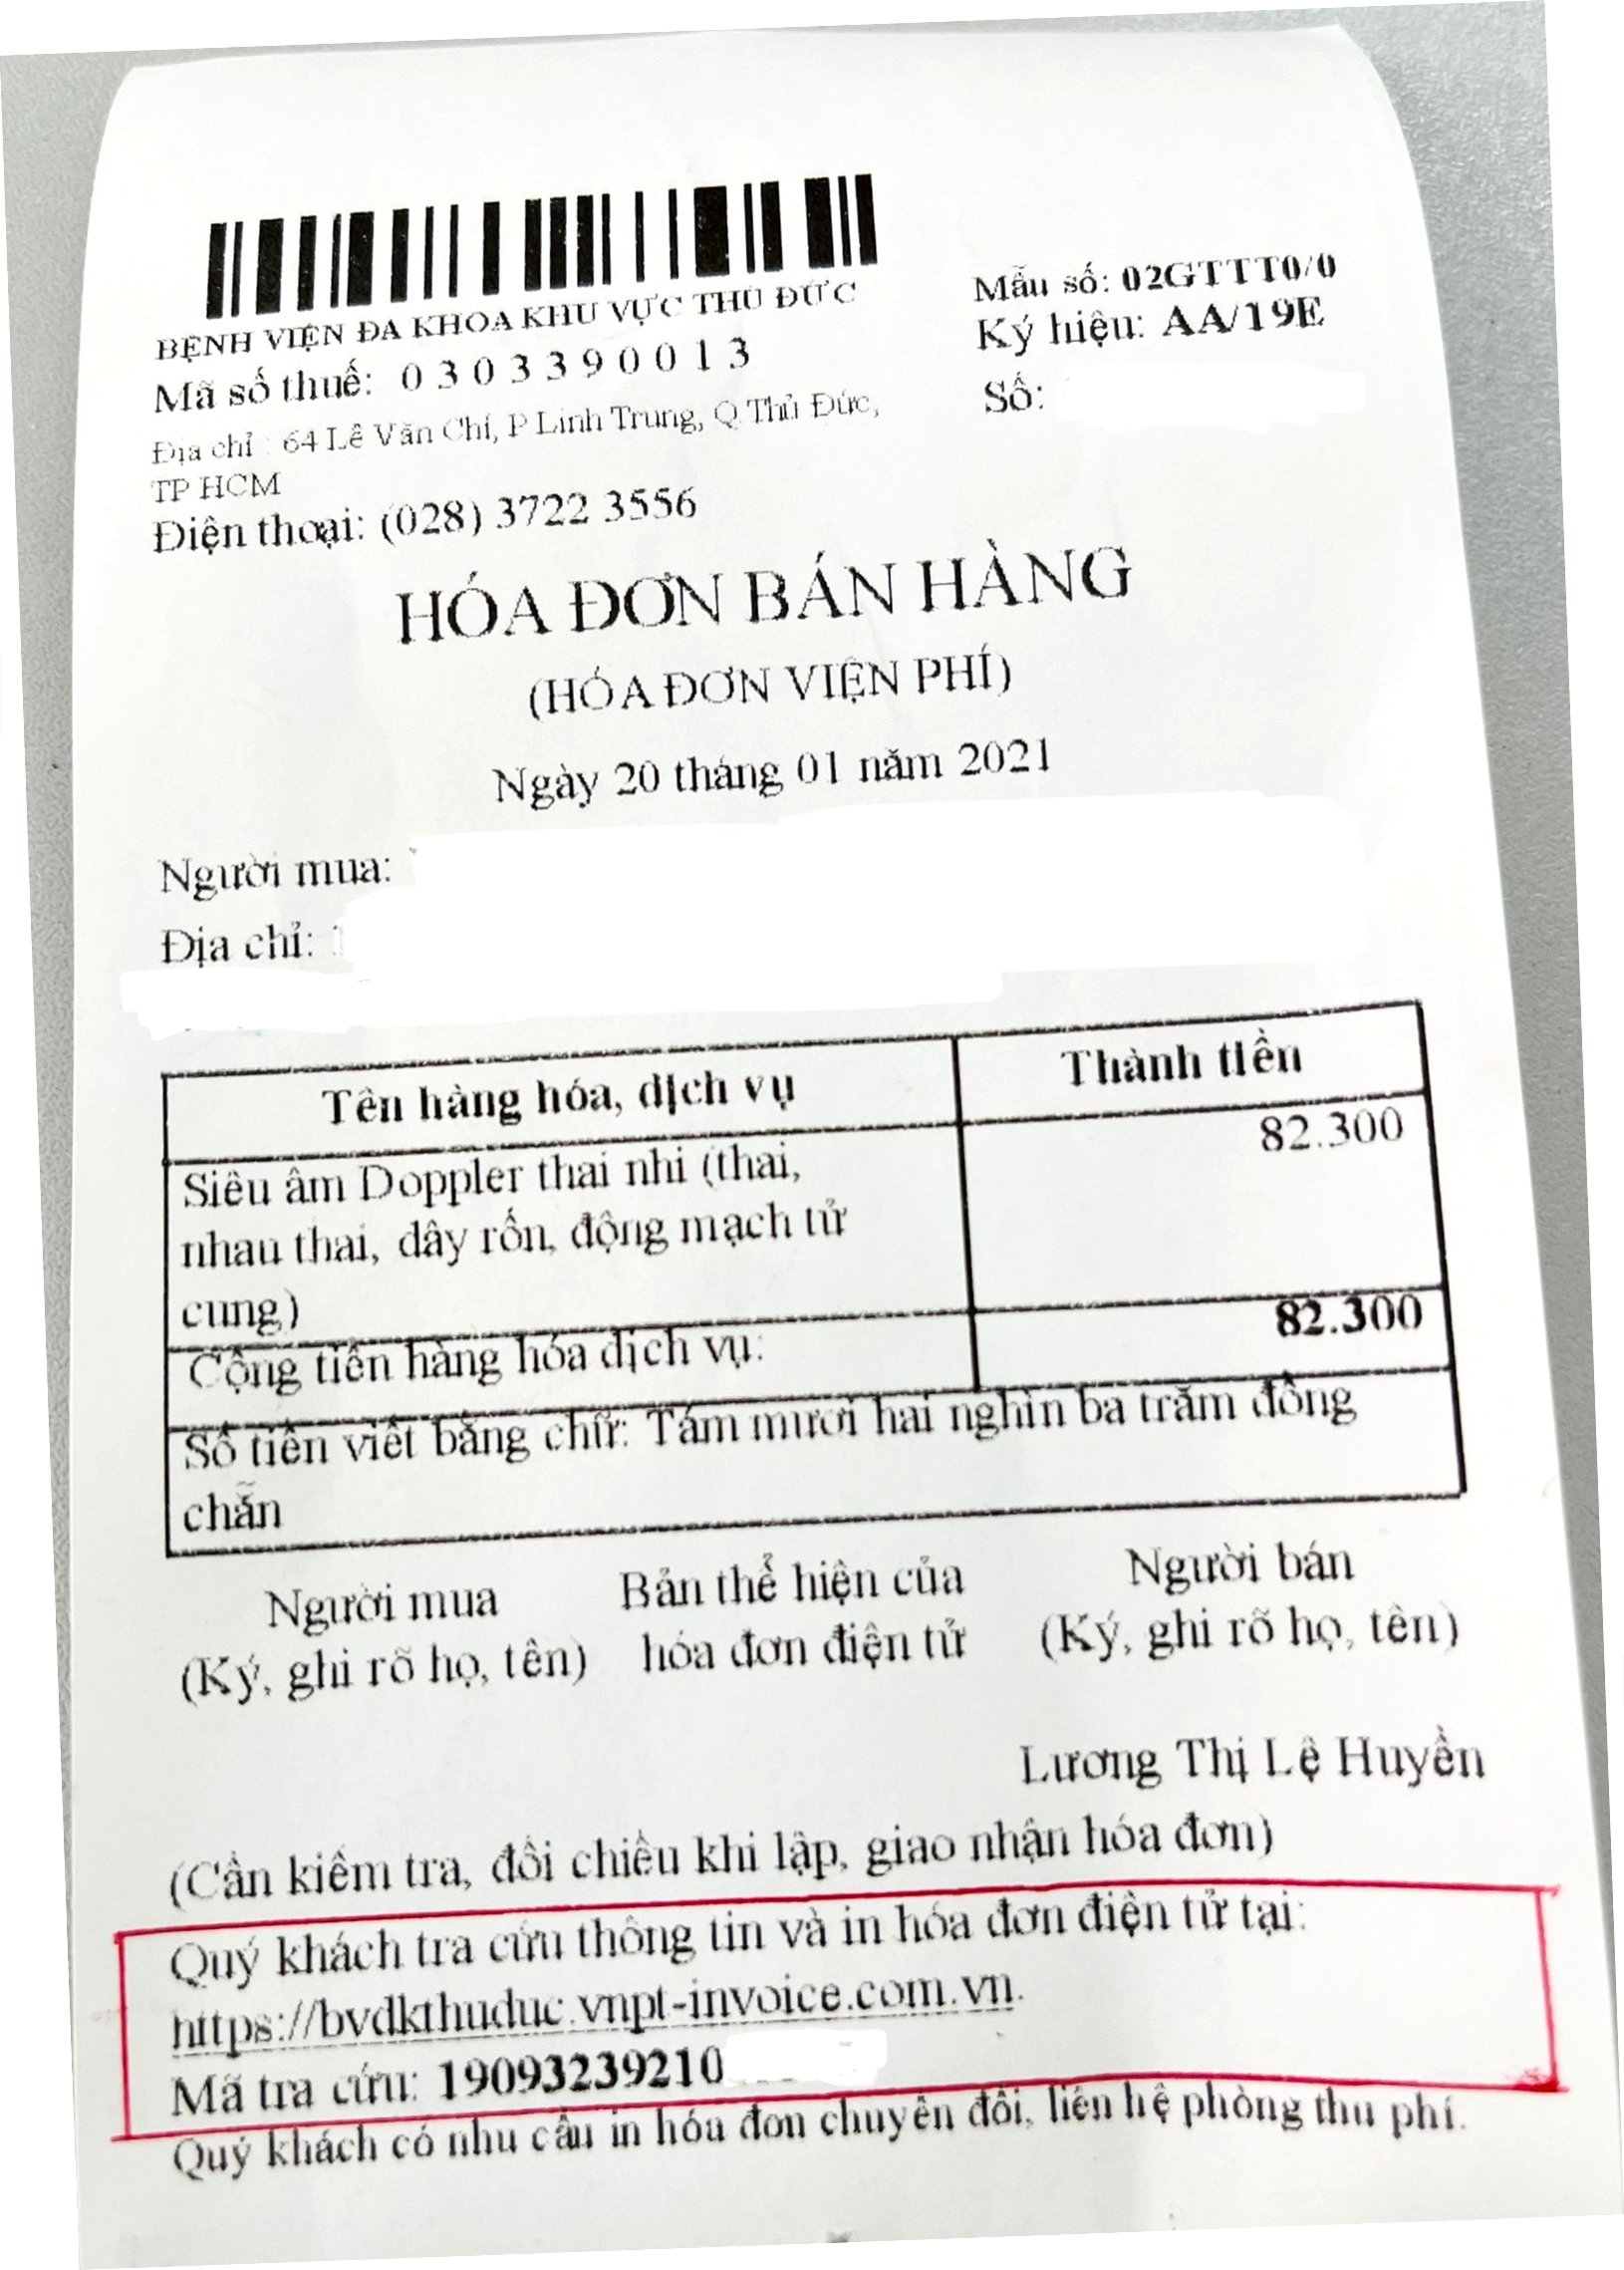 BỆNH VIỆN ĐA KHOA KHU VỰC THỦ ĐỨC
Mã số thuế: 0 3 0 3 3 9 0 0 1 3
Địa chỉ : 64 Lê Văn Chí, P Linh Trung, Q Thủ Đức,
TP HCM
Điện thoại: (028) 3722 3556
Mẫu số: 02GTTT0/0
Ký hiệu: AA/19E
Số:
HÓA ĐƠN BÁN HÀNG
(HÓA ĐƠN VIỆN PHÍ)
Ngày 20 tháng 01 năm 2021
Người mua:
Địa chỉ:
Tên hàng hóa, dịch vụ Thành tiền
Siêu âm Doppler thai nhi (thai, 82.300
nhau thai, dây rốn, động mạch tử
cung)
Cộng tiền hàng hóa dịch vụ: 82.300
Số tiền viết bằng chữ: Tám mươi hai nghìn ba trăm đồng
chẵn
Người mua Bản thể hiện của Người bán
(Ký, ghi rõ họ, tên) hóa đơn điện tử (Ký, ghi rõ họ, tên)
Lương Thị Lệ Huyền
(Cần kiểm tra, đối chiếu khi lập, giao nhận hóa đơn)
Quý khách tra cứu thông tin và in hóa đơn điện tử tại:
https://bvdkthuduc.vnpt-invoice.com.vn.
Mã tra cứu: 19093239210
Quý khách có nhu cầu in hóa đơn chuyển đổi, liên hệ phòng thu phí.